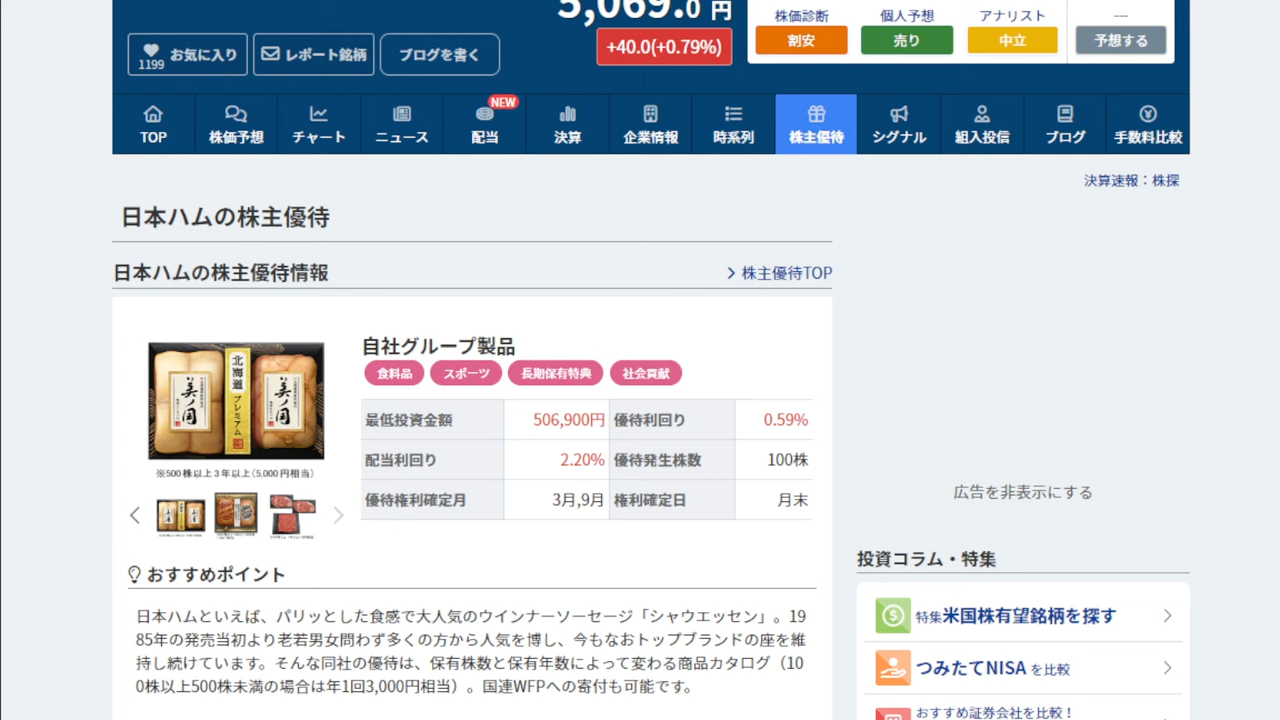 5,069.0 円
+40.0(+0.79%)
株価診断
割安
個人予想
売り
アナリスト
中立
---
予想する
1199
お気に入り
レポート銘柄
ブログを書く
TOP
株価予想
チャート
ニュース
NEW
配当
決算
企業情報
時系列
株主優待
シグナル
組入投信
ブログ
手数料比較
決算速報：株探
日本ハムの株主優待
日本ハムの株主優待情報
株主優待TOP
北海道プレミアム
美ノ国
美ノ国
※500株以上3年以上(5,000円相当)
自社グループ製品
食料品 スポーツ 長期保有特典 社会貢献
最低投資金額 506,900円 優待利回り 0.59%
配当利回り 2.20% 優待発生株数 100株
優待権利確定月 3月,9月 権利確定日 月末
おすすめポイント
日本ハムといえば、パリッとした食感で大人気のウインナーソーセージ「シャウエッセン」。19
85年の発売当初より老若男女問わず多くの方から人気を博し、今もなおトップブランドの座を維
持し続けています。そんな同社の優待は、保有株数と保有年数によって変わる商品カタログ（10
0株以上500株未満の場合は年1回3,000円相当）。国連WFPへの寄付も可能です。
広告を非表示にする
投資コラム・特集
特集米国株有望銘柄を探す
つみたてNISA を比較
おすすめ証券会社を比較！